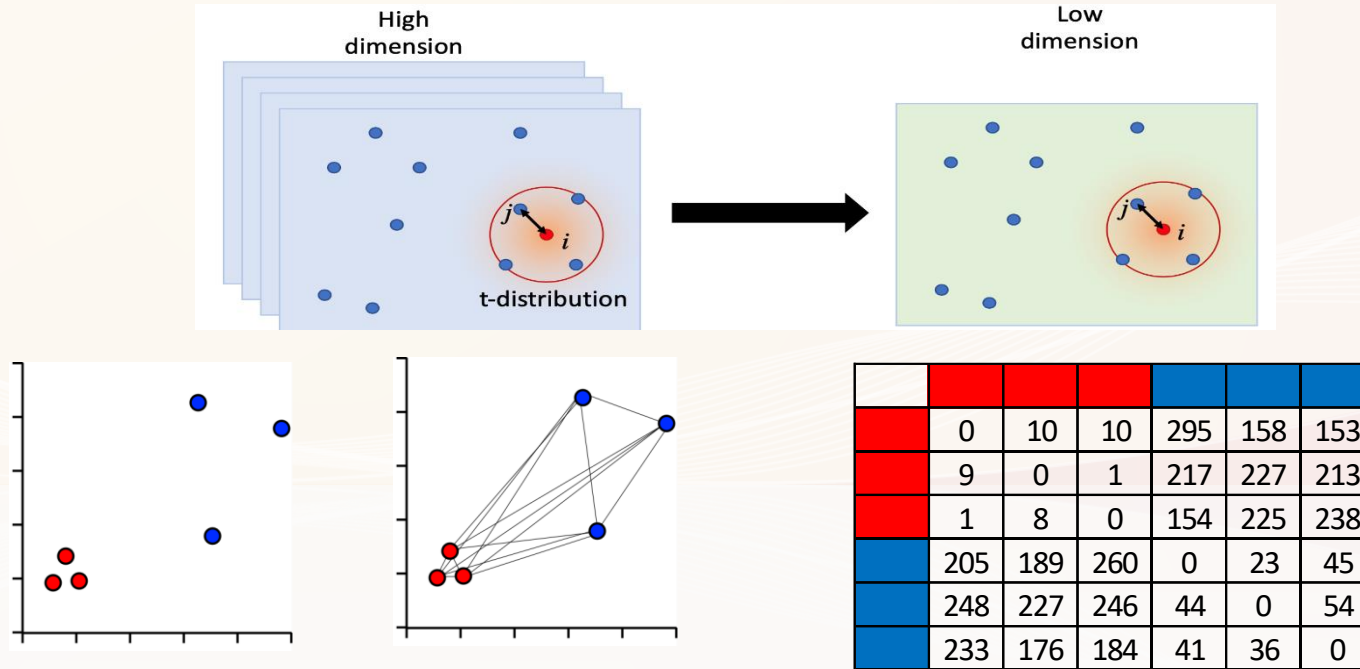 High
dimension
Low
dimension
j
i
t-distribution
j
i
0 10 10 295 158 153
9 0 1 217 227 213
1 8 0 154 225 238
205 189 260 0 23 45
248 227 246 44 0 54
233 176 184 41 36 0